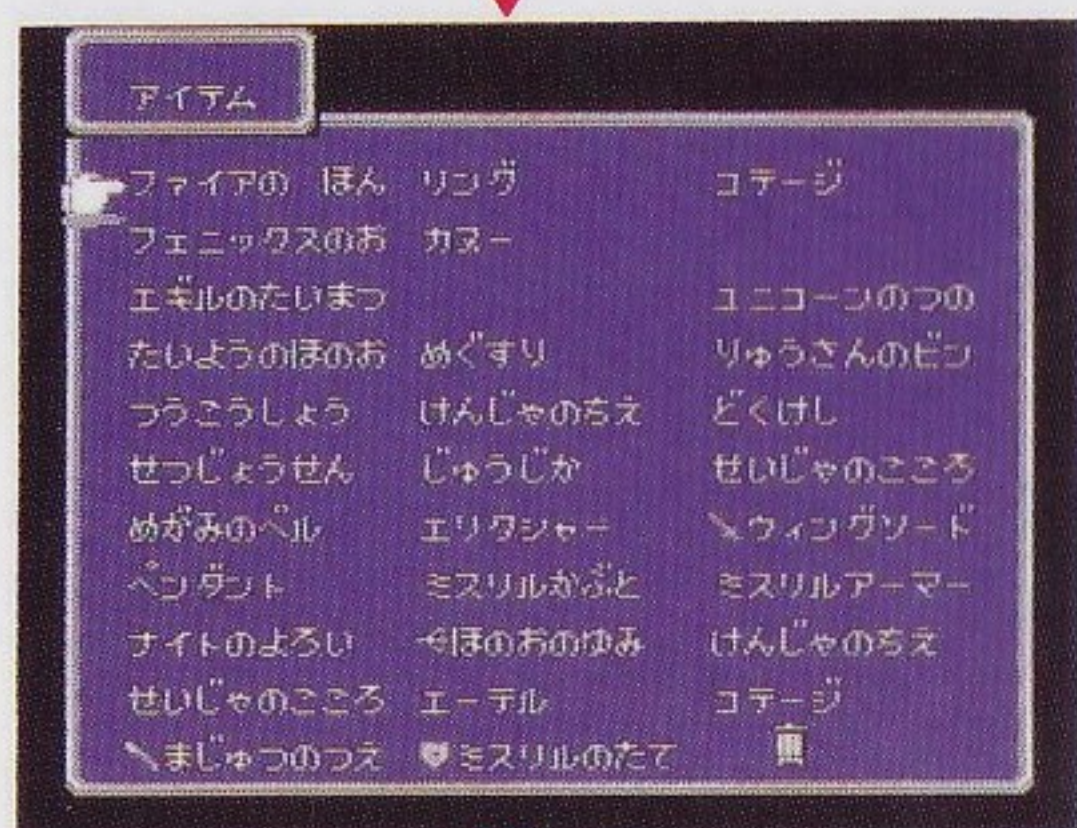 アイテム
ファイアの ほん リング コテージ
フェニックスのお カヌー
エギルのたいまつ ユニコーンのつの
たいようのほのお めぐすり りゅうさんのビン
つうこうしょう けんじゃのちえ どくけし
せつじょうせん じゅうじか せいじゃのこころ
めがみのベル エリクシャー ウィングソード
ペンダント ミスリルかぶと ミスリルアーマー
ナイトのよろい ほのおのゆみ けんじゃのちえ
せいじゃのこころ エーテル コテージ
まじゅつのつえ ミスリルのたて